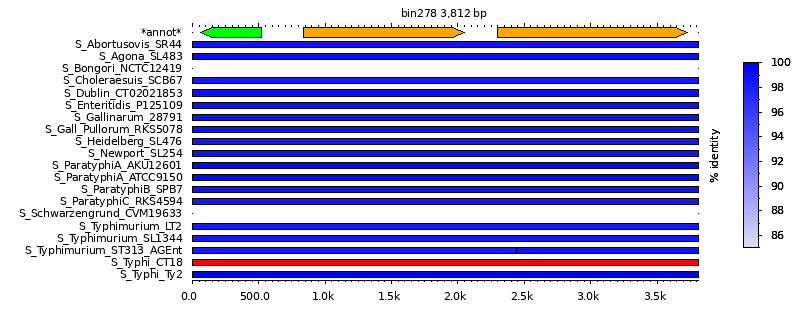 bin278 3,812 bp
*annot*
S_Abortusovis_SR44
S_Agona_SL483
S_Bongori_NCTC12419
S_Choleraesuis_SCB67
S_Dublin_CT02021853
S_Enteritidis_P125109
S_Gallinarum_28791
S_Gall_Pullorum_RKS5078
S_Heidelberg_SL476
S_Newport_SL254
S_ParatyphiA_AKU12601
S_ParatyphiA_ATCC9150
S_ParatyphiB_SPB7
S_ParatyphiC_RKS4594
S_Schwarzengrund_CVM19633
S_Typhimurium_LT2
S_Typhimurium_SL1344
S_Typhimurium_ST313_AGEnt
S_Typhi_CT18
S_Typhi_Ty2
0.0 500.0 1.0k 1.5k 2.0k 2.5k 3.0k 3.5k
% identity
100
98
96
94
92
90
88
86